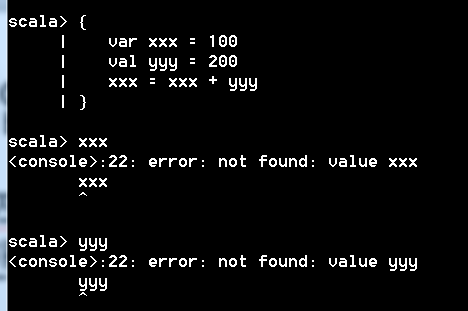 scala> {
     |    var xxx = 100
     |    val yyy = 200
     |    xxx = xxx + yyy
     | }
scala> xxx
<console>:22: error: not found: value xxx
       xxx
       ^
scala> yyy
<console>:22: error: not found: value yyy
       yyy
       ^